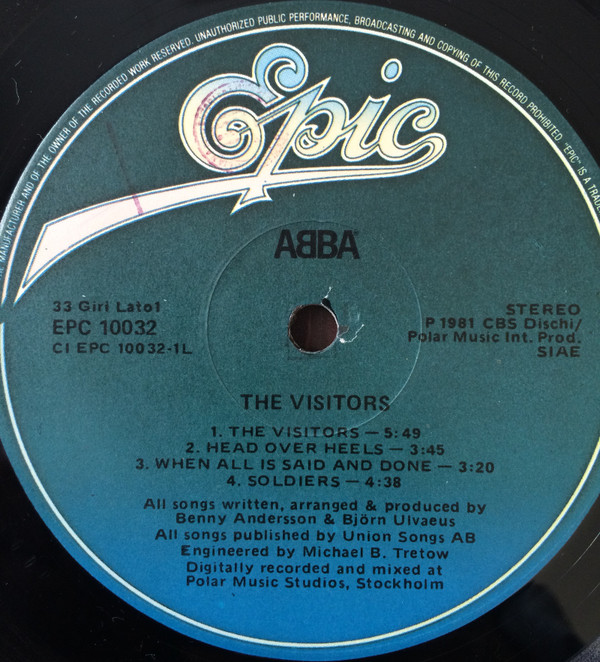 THE MANUFACTURER AND OF THE OWNER OF THE RECORDED WORK RESERVED. UNAUTHORIZED PUBLIC PERFORMANCE, BROADCASTING AND COPYING OF THIS RECORD PROHIBITED. "EPIC" IS A TRADE
Epic
ABBA
33 Giri Lato1
EPC 10032
CI EPC 10032-1L
STEREO
P 1981 CBS Dischi/
Polar Music Int. Prod.
SIAE
THE VISITORS
1. THE VISITORS — 5:49
2. HEAD OVER HEELS — 3:45
3. WHEN ALL IS SAID AND DONE — 3:20
4. SOLDIERS — 4:38
All songs written, arranged & produced by
Benny Andersson & Björn Ulvaeus
All songs published by Union Songs AB
Engineered by Michael B. Tretow
Digitally recorded and mixed at
Polar Music Studios, Stockholm